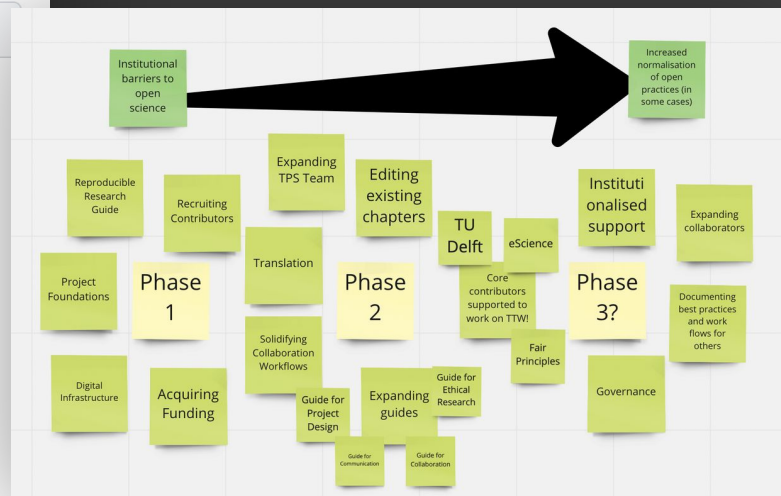 Institutional
barriers to
open
science
Increased
normalisation
of open
practices (in
some cases)
Reproducible
Research
Guide
Recruiting
Contributors
Project
Foundations
Phase
1
Digital
Infrastructure
Acquiring
Funding
Expanding
TPS Team
Editing
existing
chapters
Translation
Phase
2
Solidifying
Collaboration
Workflows
Guide for
Project
Design
Expanding
guides
Guide for
Ethical
Research
Guide for
Communication
Guide for
Collaboration
TU
Delft
eScience
Core
contributors
supported to
work on TTW!
Fair
Principles
Instituti
onalised
support
Expanding
collaborators
Phase
3?
Documenting
best practices
and work
flows for
others
Governance